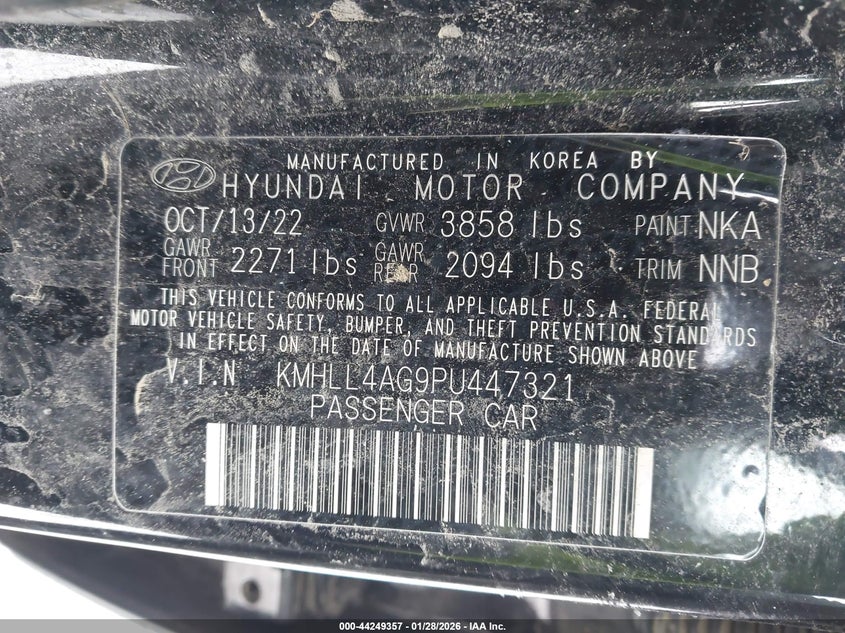 MANUFACTURED IN KOREA BY
HYUNDAI MOTOR COMPANY
OCT/13/22 GVWR 3858 lbs PAINT NKA
GAWR FRONT 2271 lbs GAWR REAR 2094 lbs TRIM NNB
THIS VEHICLE CONFORMS TO ALL APPLICABLE U.S.A. FEDERAL
MOTOR VEHICLE SAFETY, BUMPER, AND THEFT PREVENTION STANDARDS
IN EFFECT ON THE DATE OF MANUFACTURE SHOWN ABOVE
V.I.N KMHLL4AG9PU447321
PASSENGER CAR
000-44249357 - 01/28/2026 - IAA Inc.